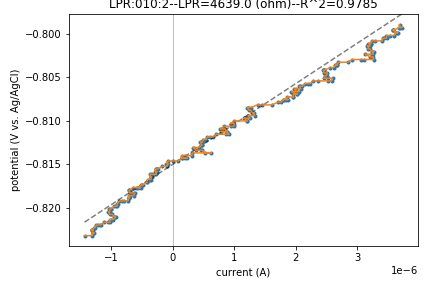 LPR:010:2--LPR=4639.0 (ohm)--R^2=0.9785
−0.800
−0.805
−0.810
−0.815
−0.820
potential (V vs. Ag/AgCl)
−1
0
1
2
3
1e−6
current (A)